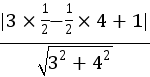 |3 × 1/2 − 1/2 × 4 + 1|
√(3² + 4²)